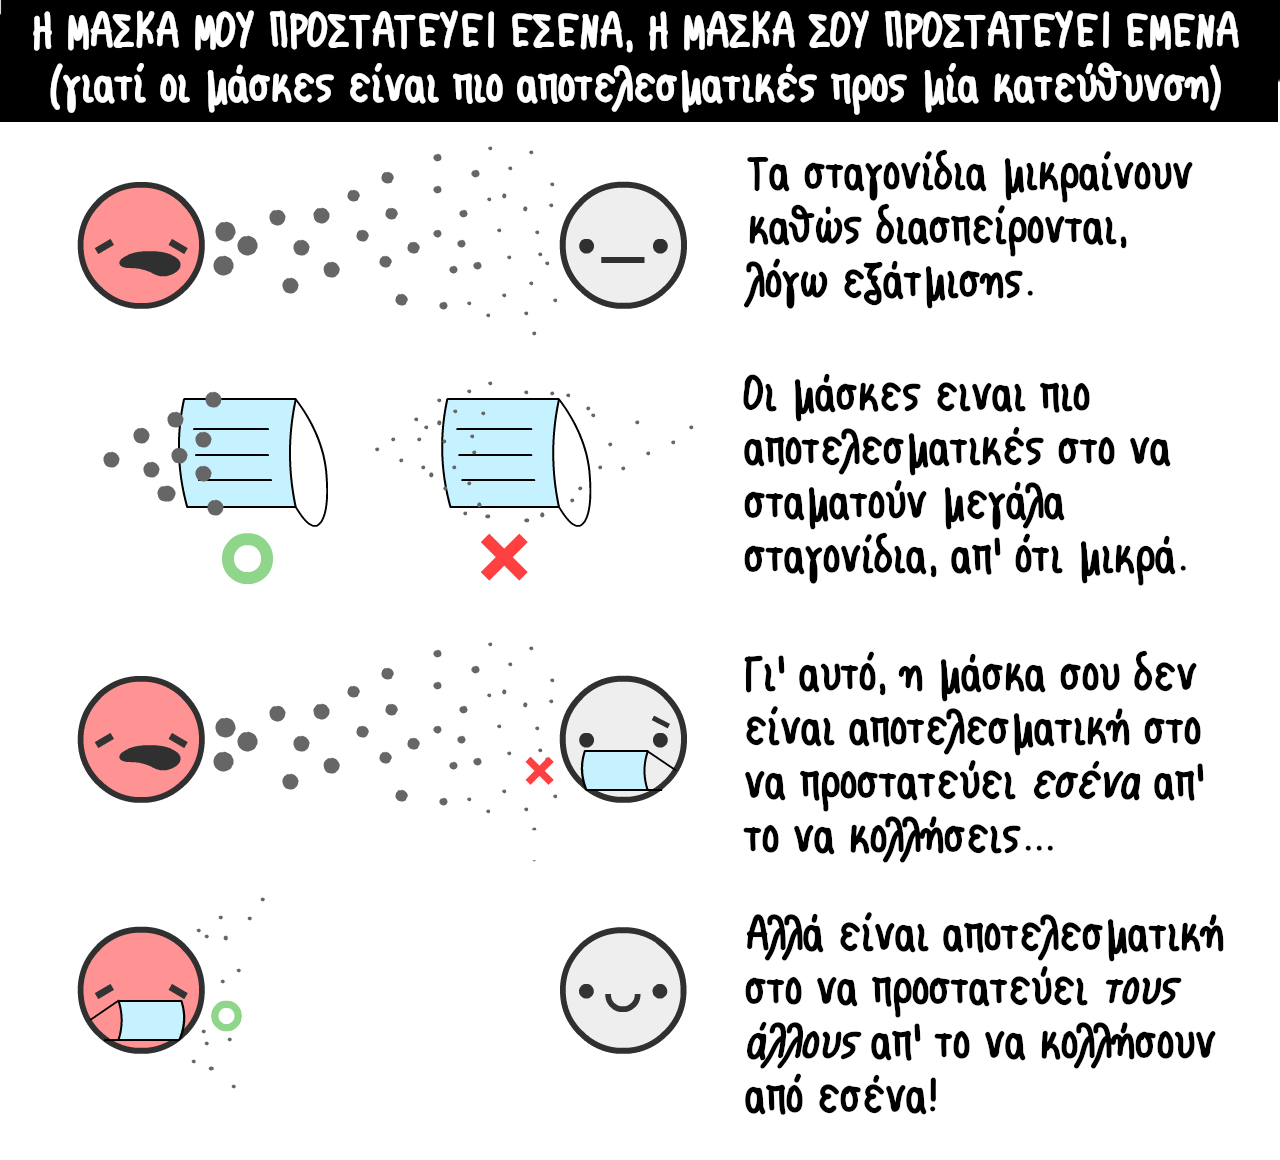 Η ΜΑΣΚΑ ΜΟΥ ΠΡΟΣΤΑΤΕΥΕΙ ΕΣΕΝΑ, Η ΜΑΣΚΑ ΣΟΥ ΠΡΟΣΤΑΤΕΥΕΙ ΕΜΕΝΑ
(γιατί οι μάσκες είναι πιο αποτελεσματικές προς μία κατεύθυνση)
Τα σταγονίδια μικραίνουν
καθώς διασπείρονται,
λόγω εξάτμισης.
Οι μάσκες ειναι πιο
αποτελεσματικές στο να
σταματούν μεγάλα
σταγονίδια, απ' ότι μικρά.
Γι' αυτό, η μάσκα σου δεν
είναι αποτελεσματική στο
να προστατεύει εσένα απ'
το να κολλήσεις...
Αλλά είναι αποτελεσματική
στο να προστατεύει τους
άλλους απ' το να κολλήσουν
από εσένα!